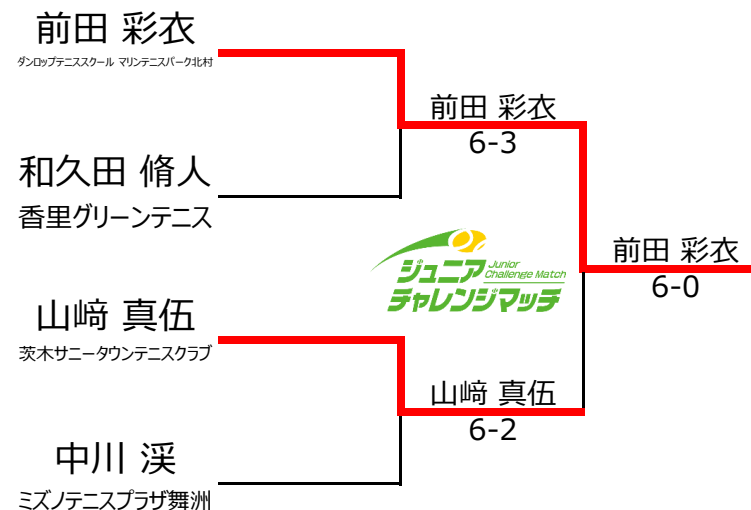 前田 彩衣
ダンロップテニススクール マリンテニスパーク北村
前田 彩衣
6-3
和久田 脩人
香里グリーンテニス
ジュニア Junior Challenge Match
チャレンジマッチ
前田 彩衣
6-0
山﨑 真伍
茨木サニータウンテニスクラブ
山﨑 真伍
6-2
中川 渓
ミズノテニスプラザ舞洲